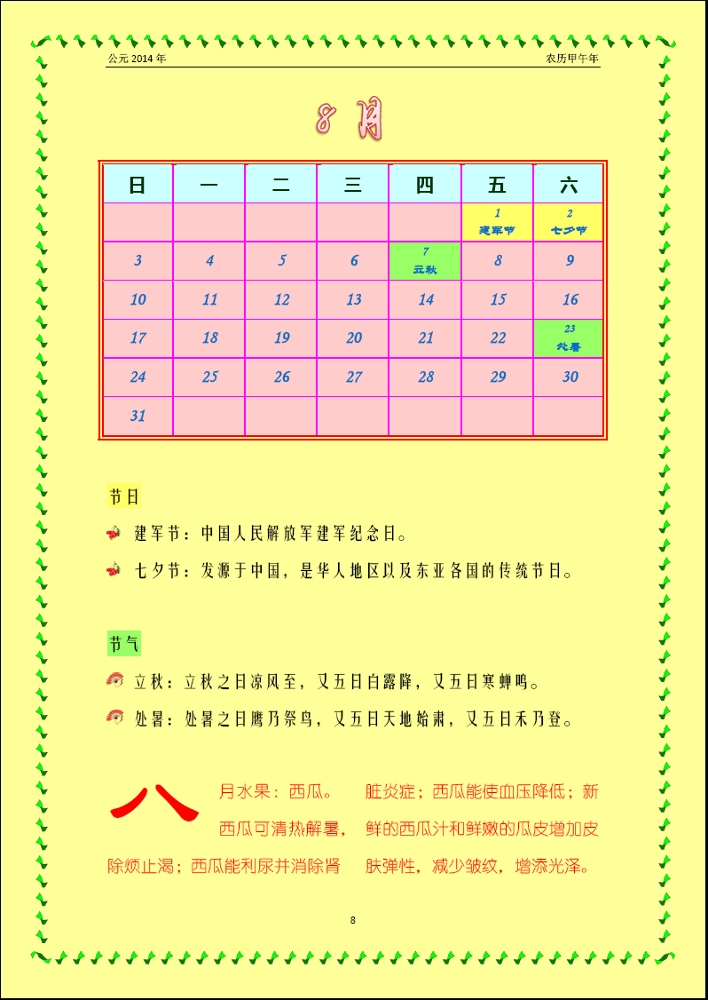 公元 2014 年 农历甲午年
8 月
日 一 二 三 四 五 六
1 2
建军节 七夕节
3 4 5 6 7 8 9
立秋
10 11 12 13 14 15 16
17 18 19 20 21 22 23
处暑
24 25 26 27 28 29 30
31
节日
建军节：中国人民解放军建军纪念日。
七夕节：发源于中国，是华人地区以及东亚各国的传统节日。
节气
立秋：立秋之日凉风至，又五日白露降，又五日寒蝉鸣。
处暑：处暑之日鹰乃祭鸟，又五日天地始肃，又五日禾乃登。
八月水果：西瓜。
西瓜可清热解暑，
除烦止渴；西瓜能利尿并消除肾
脏炎症；西瓜能使血压降低；新
鲜的西瓜汁和鲜嫩的瓜皮增加皮
肤弹性，减少皱纹，增添光泽。
8